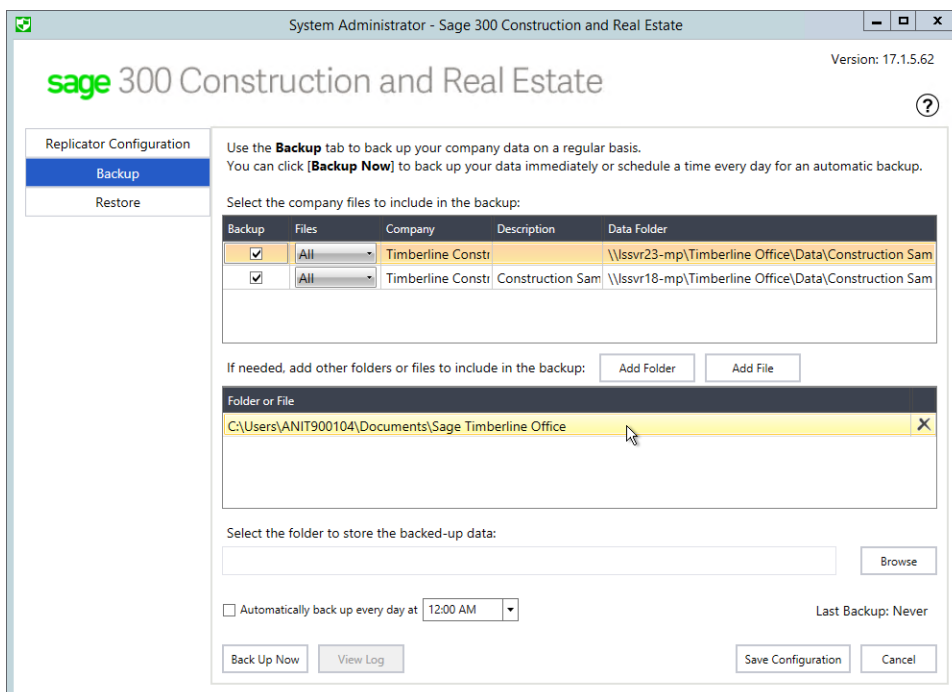 System Administrator - Sage 300 Construction and Real Estate
Version: 17.1.5.62
sage 300 Construction and Real Estate
?
Replicator Configuration
Backup
Restore
Use the Backup tab to back up your company data on a regular basis.
You can click [Backup Now] to back up your data immediately or schedule a time every day for an automatic backup.
Select the company files to include in the backup:
Backup Files Company Description Data Folder
All Timberline Constr \\lssvr23-mp\Timberline Office\Data\Construction Sam
All Timberline Constr Construction Sam \\lssvr18-mp\Timberline Office\Data\Construction Sam
If needed, add other folders or files to include in the backup: Add Folder Add File
Folder or File
C:\Users\ANIT900104\Documents\Sage Timberline Office
Select the folder to store the backed-up data:
Browse
Automatically back up every day at 12:00 AM Last Backup: Never
Back Up Now View Log Save Configuration Cancel